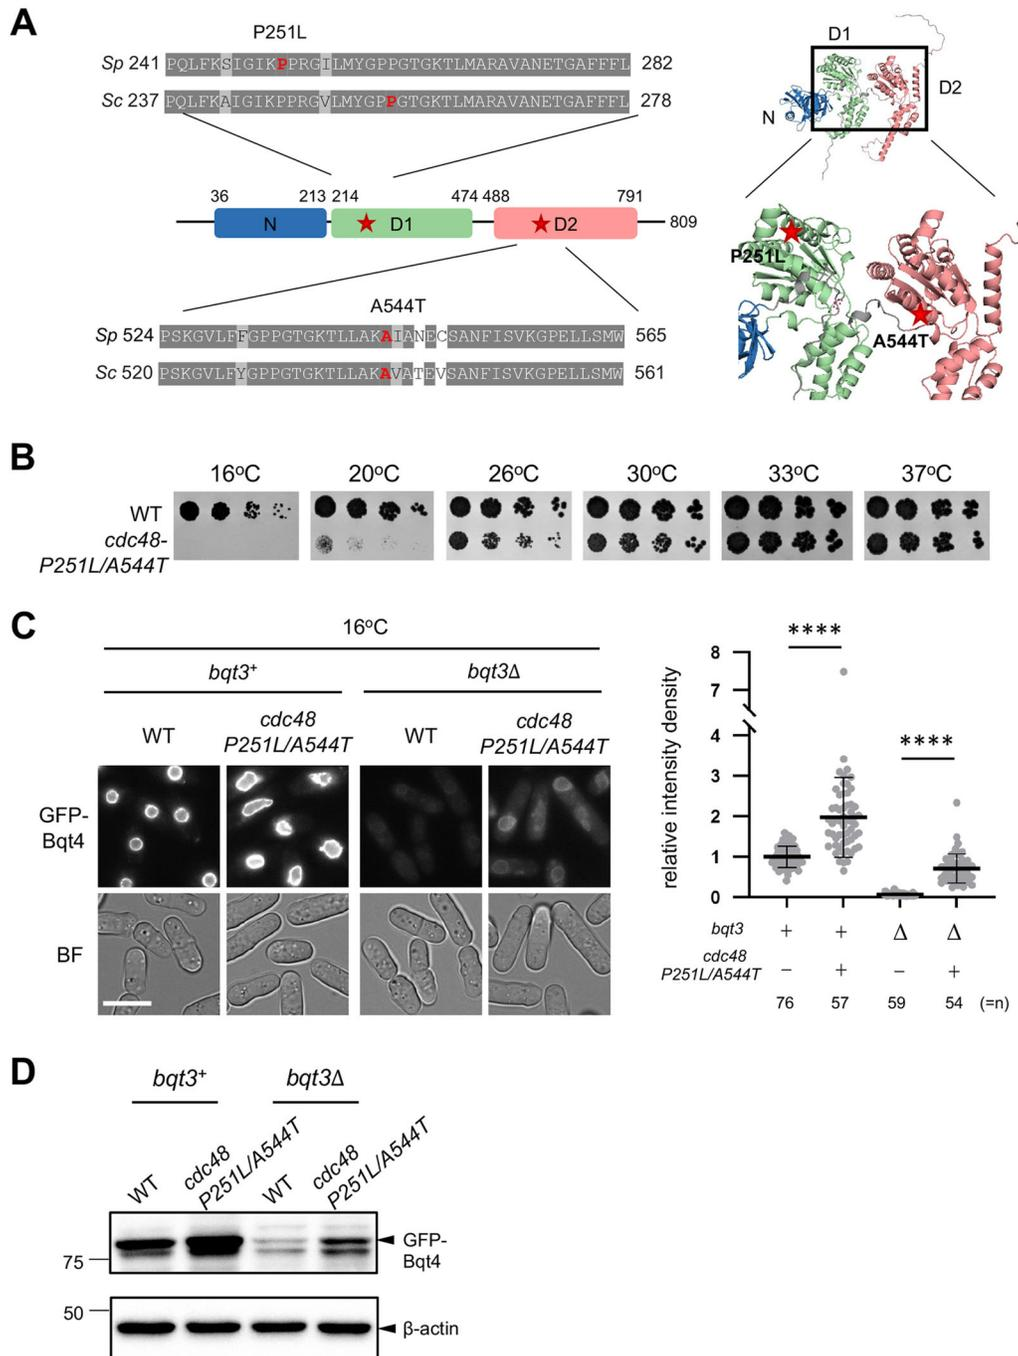 A
P251L
Sp 241 PQLFKSIGIKPPRGILMYGPPGTGKTLMARAVANETGAFFFL 282
Sc 237 PQLFKAIGIKPPRGVLMYGPPGTGKTLMARAVANETGAFFFL 278
36 213 214 474 488 791
N D1 D2 809
A544T
Sp 524 PSKGVLFFGPPGTGKTLLAKAIANECSANFISVKGPELLSMW 565
Sc 520 PSKGVLFYGPPGTGKTLLAKAVATEVSANFISVKGPELLSMW 561
D1
D2
N
P251L
A544T
B
16°C 20°C 26°C 30°C 33°C 37°C
WT
cdc48-
P251L/A544T
C
16°C
bqt3+ bqt3Δ
WT cdc48 P251L/A544T WT cdc48 P251L/A544T
GFP-
Bqt4
BF
relative intensity density
8
7
4
3
2
1
0
**** ****
bqt3 + + Δ Δ
cdc48
P251L/A544T − + − +
76 57 59 54 (=n)
D
bqt3+ bqt3Δ
WT cdc48 P251L/A544T WT cdc48 P251L/A544T
75
GFP-
Bqt4
50
β-actin